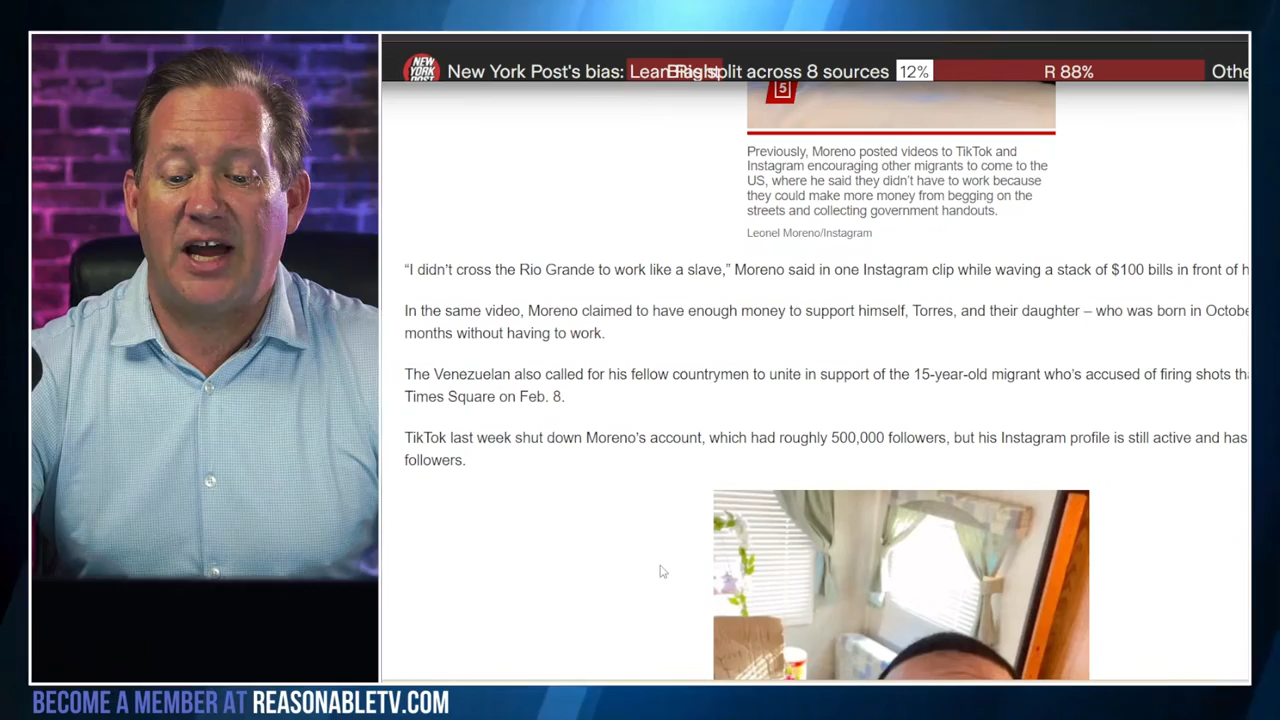 NEW YORK POST
New York Post's bias: Lean Right Bias split across 8 sources 12% R 88% Othe
5
Previously, Moreno posted videos to TikTok and
Instagram encouraging other migrants to come to the
US, where he said they didn't have to work because
they could make more money from begging on the
streets and collecting government handouts.
Leonel Moreno/Instagram
“I didn't cross the Rio Grande to work like a slave,” Moreno said in one Instagram clip while waving a stack of $100 bills in front of h
In the same video, Moreno claimed to have enough money to support himself, Torres, and their daughter – who was born in Octobe
months without having to work.
The Venezuelan also called for his fellow countrymen to unite in support of the 15-year-old migrant who's accused of firing shots tha
Times Square on Feb. 8.
TikTok last week shut down Moreno's account, which had roughly 500,000 followers, but his Instagram profile is still active and has
followers.
BECOME A MEMBER AT REASONABLETV.COM